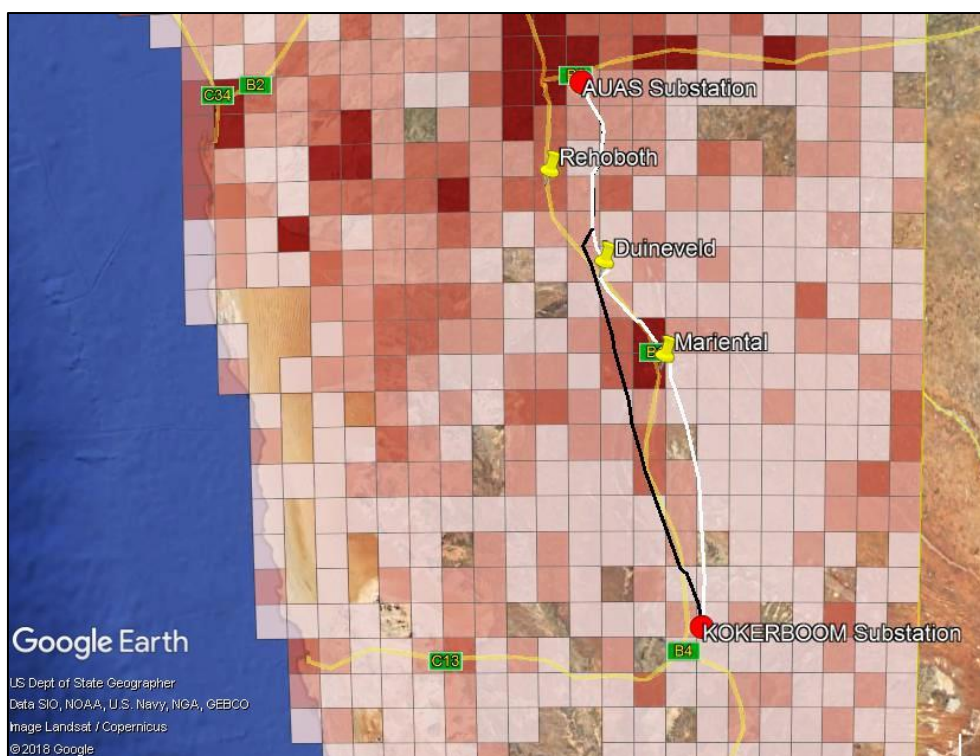 C34
B2
AUAS Substation
Rehoboth
Duineveld
Mariental
KOKERBOOM Substation
B4
C13
Google Earth
US Dept of State Geographer
Data SIO, NOAA, U.S. Navy, NGA, GEBCO
Image Landsat / Copernicus
© 2018 Google